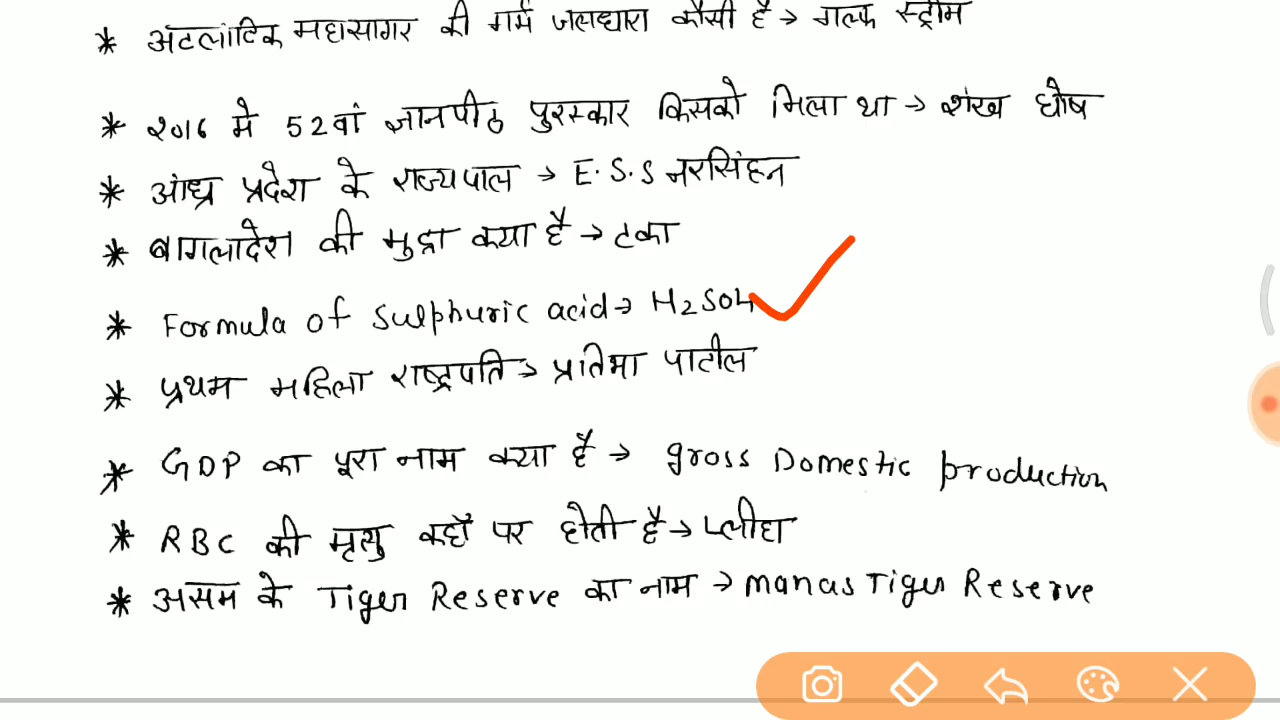 * अटलांटिक महासागर की गर्म जलधारा कौसी है → गल्फ स्ट्रीम
* २०१६ मे 52वां ज्ञानपीठ पुरस्कार किसको मिला था → शंख घोष
* आंध्र प्रदेश के राज्यपाल → E.S.S नरसिंहन
* बागलादेश की मुद्रा क्या है → टका
* Formula of Sulphuric acid → H2SO4
* प्रथम महिला राष्ट्रपति → प्रतिमा पाटील
* GDP का पूरा नाम क्या है → gross Domestic production
* RBC की मृत्यु कहाँ पर होती है → प्लीहा
* असम के Tiger Reserve का नाम → manas Tiger Reserve